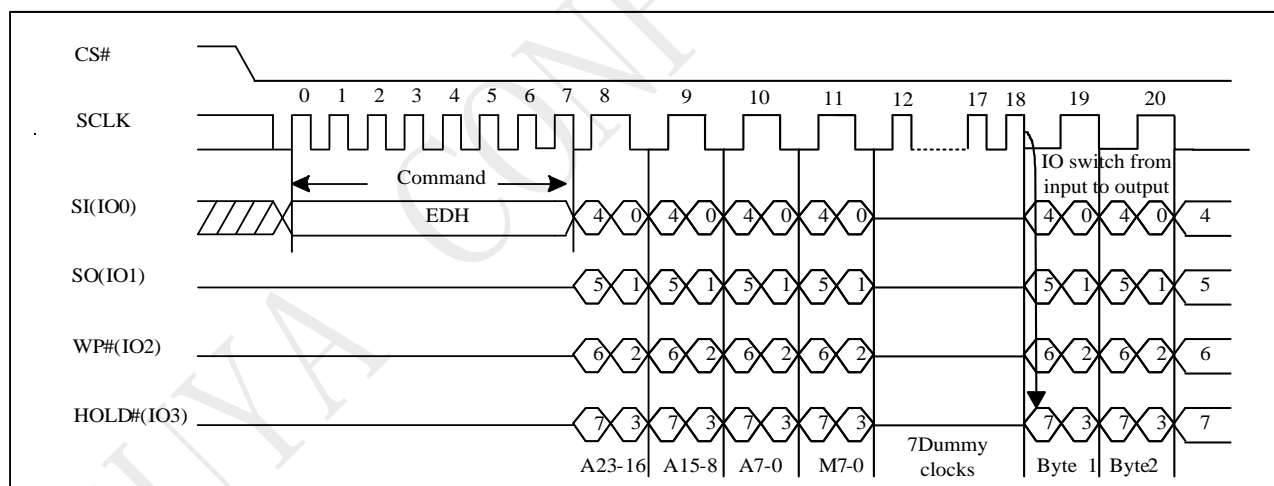 CS#
0 1 2 3 4 5 6 7 8 9 10 11 12 17 18 19 20
SCLK
Command
IO switch from
input to output
SI(IO0)
EDH
4 0 4 0 4 0 4 0 4 0 4 0 4
SO(IO1)
5 1 5 1 5 1 5 1 5 1 5 1 5
WP#(IO2)
6 2 6 2 6 2 6 2 6 2 6 2 6
HOLD#(IO3)
7 3 7 3 7 3 7 3 7 3 7 3 7
A23-16 A15-8 A7-0 M7-0
7Dummy
clocks
Byte 1 Byte2